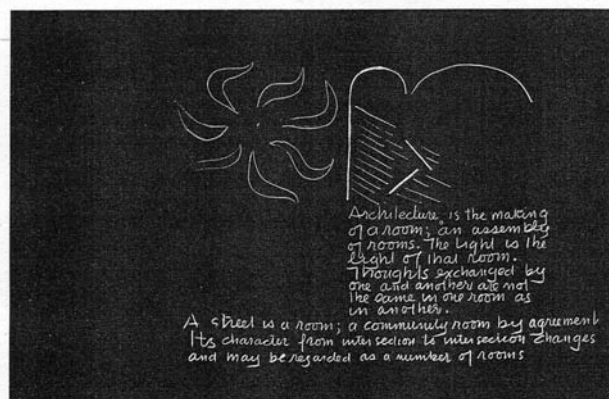 Architecture is the making
of a room; an assembly
of rooms. The light is the
light of that room.
Thoughts exchanged by
one and another are not
the same in one room as
in another.
A street is a room; a community room by agreement
Its character from intersection to intersection changes
and may be regarded as a number of rooms